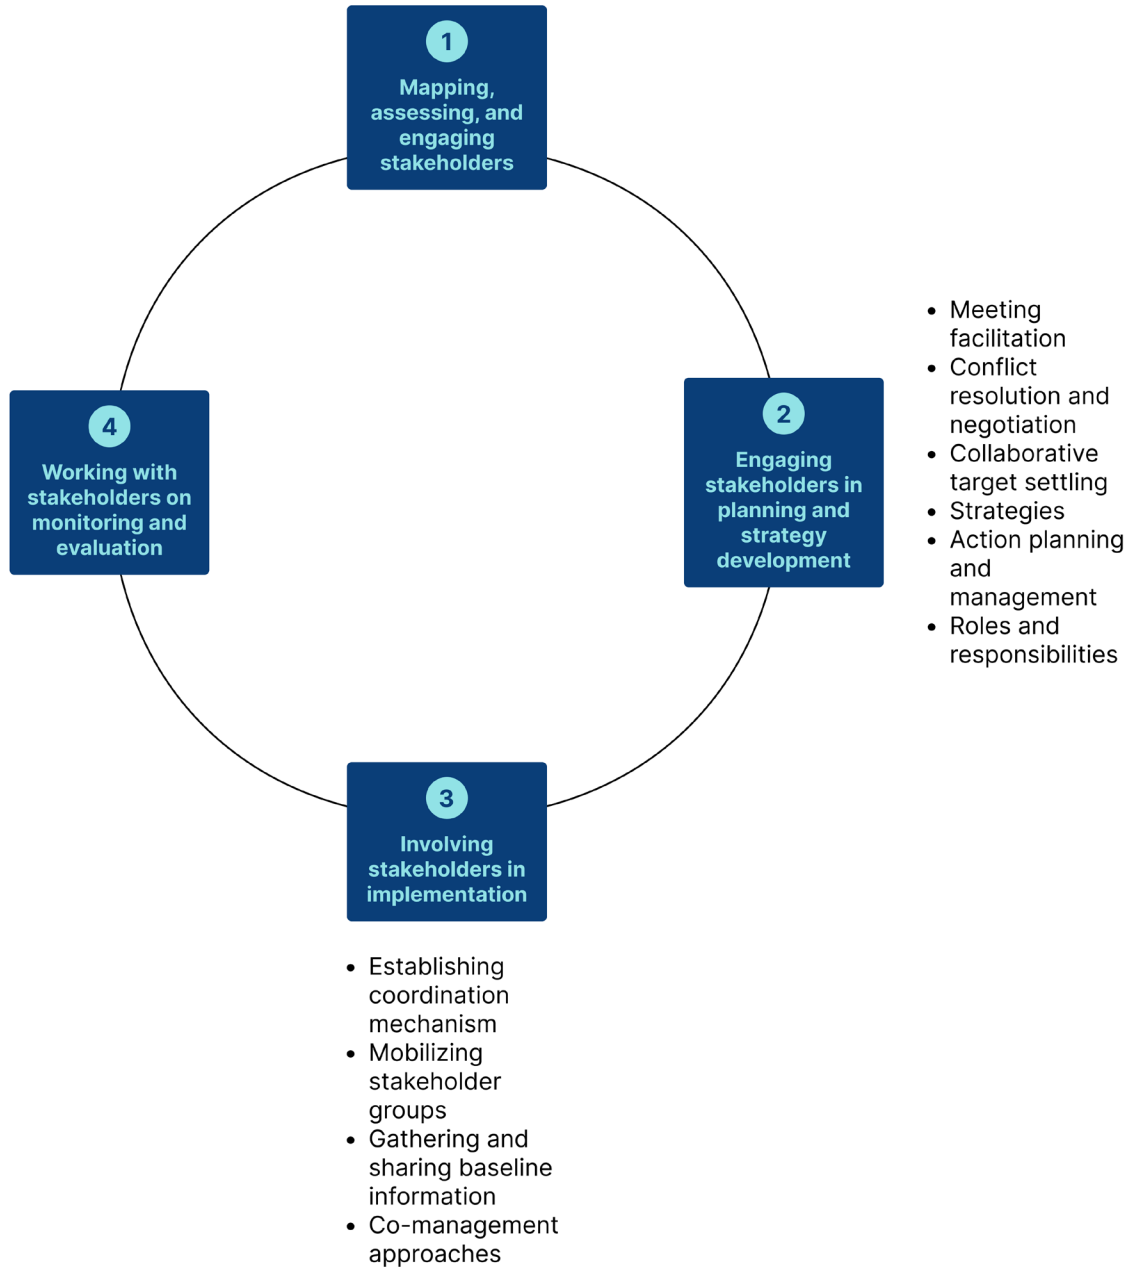 1
Mapping,
assessing, and
engaging
stakeholders
2
Engaging
stakeholders in
planning and
strategy
development
• Meeting
facilitation
• Conflict
resolution and
negotiation
• Collaborative
target settling
• Strategies
• Action planning
and
management
• Roles and
responsibilities
3
Involving
stakeholders in
implementation
• Establishing
coordination
mechanism
• Mobilizing
stakeholder
groups
• Gathering and
sharing baseline
information
• Co-management
approaches
4
Working with
stakeholders on
monitoring and
evaluation